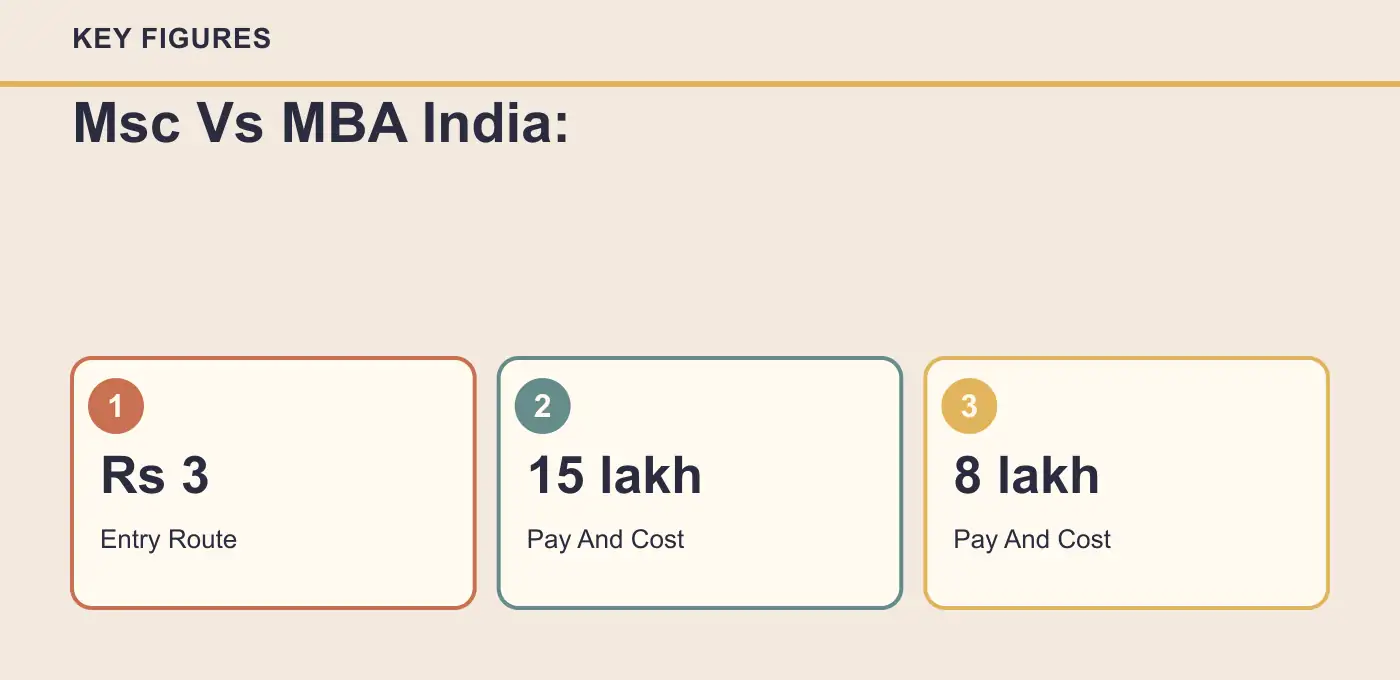 KEY FIGURES
Msc Vs MBA India:
1
Rs 3
Entry Route
2
15 lakh
Pay And Cost
3
8 lakh
Pay And Cost